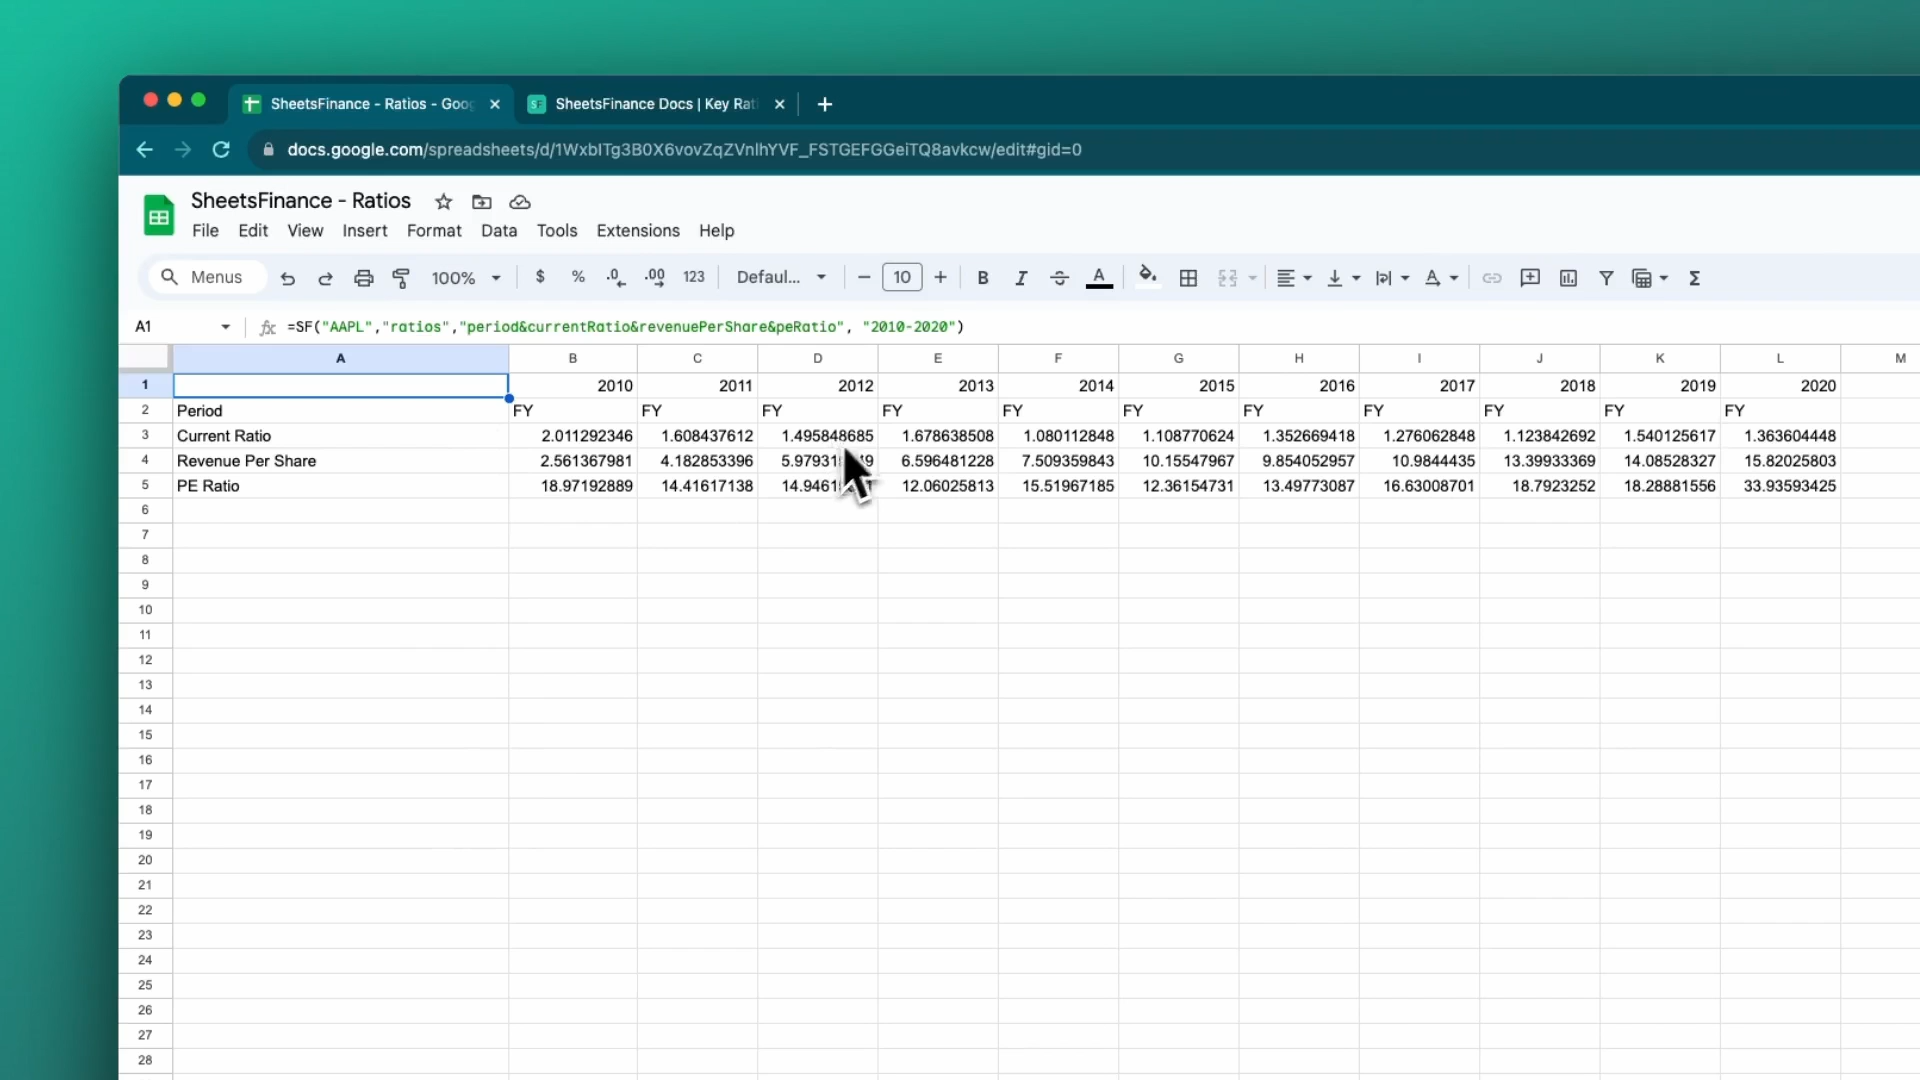 SheetsFinance - Ratios - Goo
SF SheetsFinance Docs | Key Rat
docs.google.com/spreadsheets/d/1WxbITg3B0X6vovZqZVnIhYVF_FSTGEFGGeiTQ8avkcw/edit#gid=0
SheetsFinance - Ratios
File Edit View Insert Format Data Tools Extensions Help
Menus 100% $ % .0 .00 123 Defaul... 10 B I A A Σ
A1 fx =SF("AAPL","ratios","period&currentRatio&revenuePerShare&peRatio", "2010-2020")
A B C D E F G H I J K L M
1 2010 2011 2012 2013 2014 2015 2016 2017 2018 2019 2020
2 Period FY FY FY FY FY FY FY FY FY FY FY
3 Current Ratio 2.011292346 1.608437612 1.495848685 1.678638508 1.080112848 1.108770624 1.352669418 1.276062848 1.123842692 1.540125617 1.363604448
4 Revenue Per Share 2.561367981 4.182853396 6.596481228 7.509359843 10.15547967 9.854052957 10.9844435 13.39933369 14.08528327 15.82025803
5 PE Ratio 18.97192889 14.41617138 12.06025813 15.51967185 12.36154731 13.49773087 16.63008701 18.7923252 18.28881556 33.93593425
6
7
8
9
10
11
12
13
14
15
16
17
18
19
20
21
22
23
24
25
26
27
28